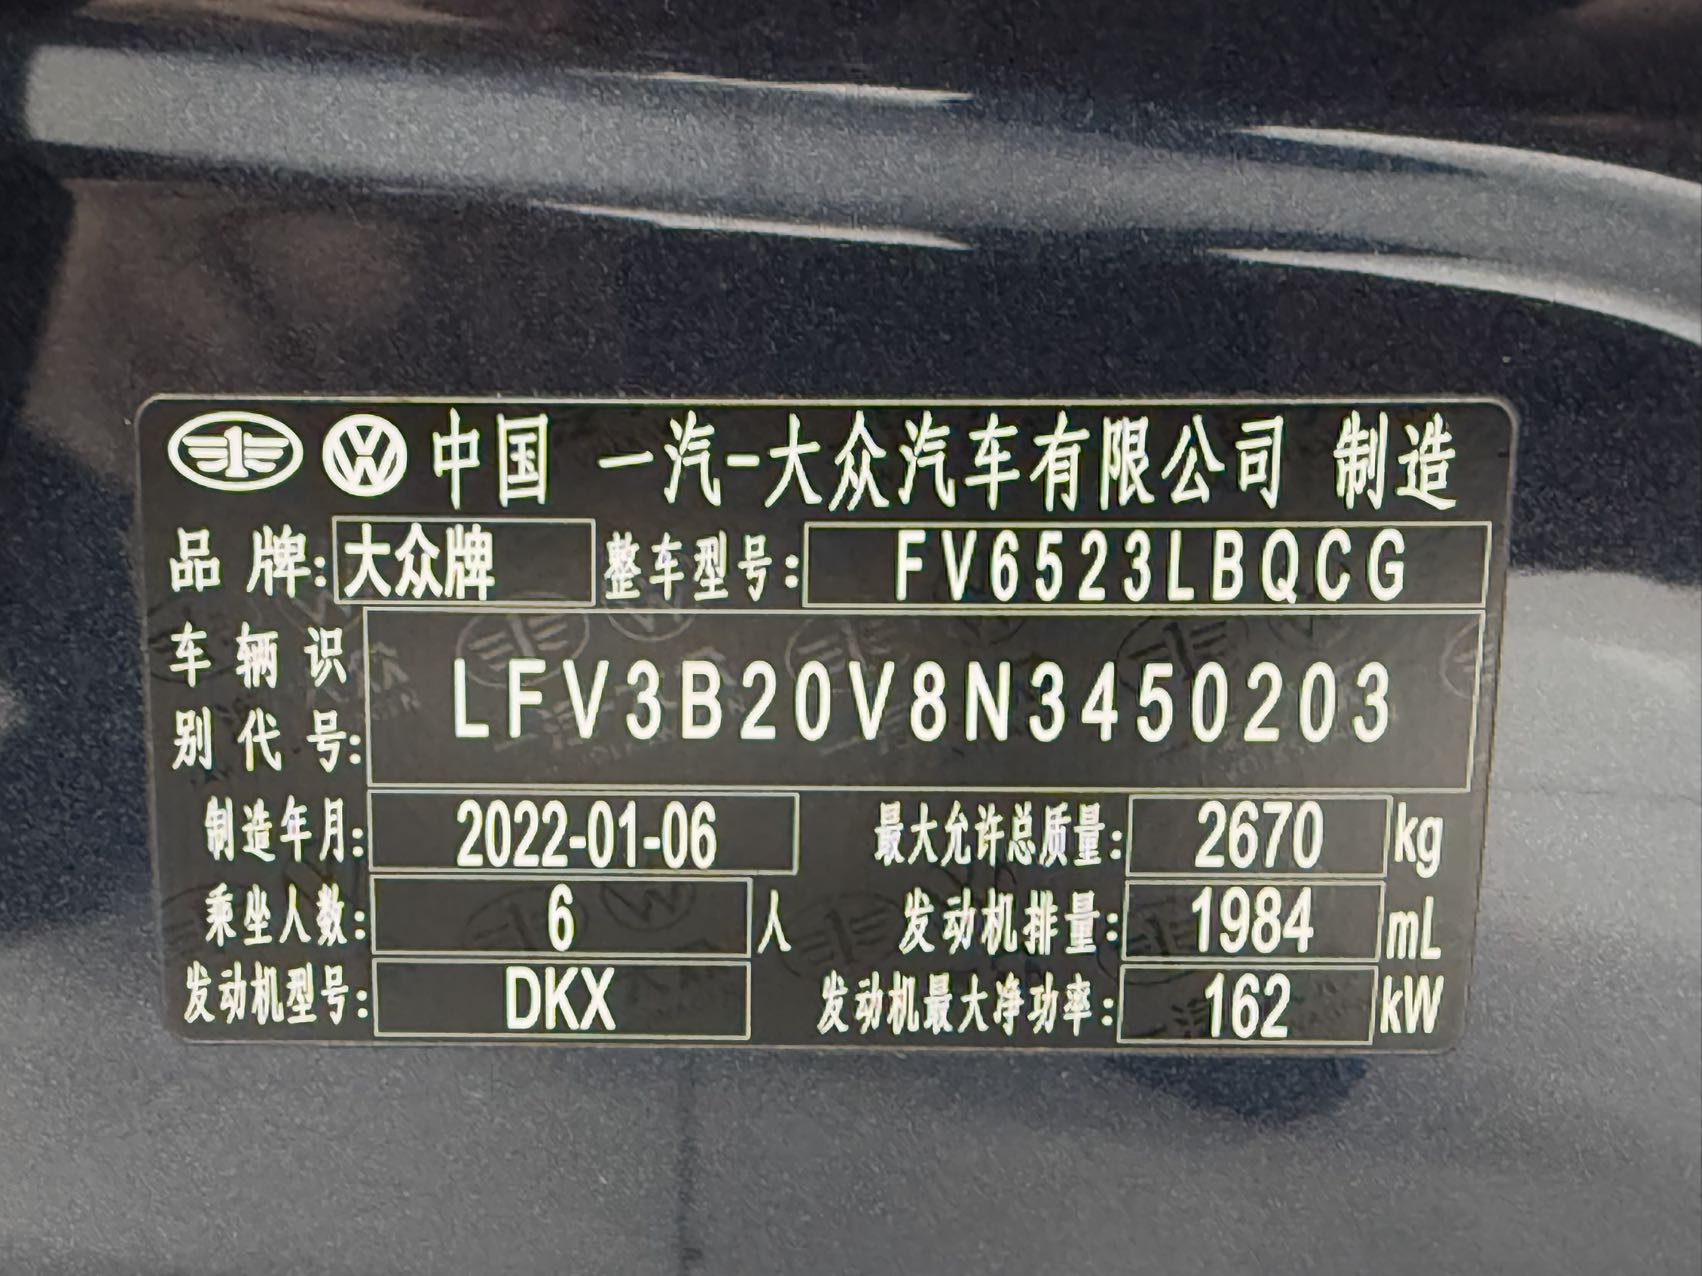 中国 一汽-大众汽车有限公司 制造
品牌: 大众牌 整车型号: FV6523LBQCG
车辆识
别代号: LFV3B20V8N3450203
制造年月: 2022-01-06 最大允许总质量: 2670 kg
乘坐人数: 6 人 发动机排量: 1984 mL
发动机型号: DKX 发动机最大净功率: 162 kW